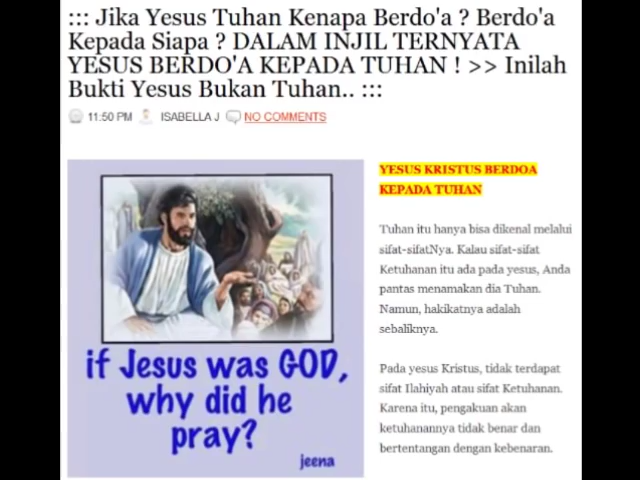 ::: Jika Yesus Tuhan Kenapa Berdo'a ? Berdo'a
Kepada Siapa ? DALAM INJIL TERNYATA
YESUS BERDO'A KEPADA TUHAN ! >> Inilah
Bukti Yesus Bukan Tuhan.. :::
11:50 PM ISABELLA J NO COMMENTS
if Jesus was GOD,
why did he
pray?
jeena
YESUS KRISTUS BERDOA
KEPADA TUHAN
Tuhan itu hanya bisa dikenal melalui
sifat-sifatNya. Kalau sifat-sifat
Ketuhanan itu ada pada yesus, Anda
pantas menamakan dia Tuhan.
Namun, hakikatnya adalah
sebaliknya.
Pada yesus Kristus, tidak terdapat
sifat Ilahiyah atau sifat Ketuhanan.
Karena itu, pengakuan akan
ketuhanannya tidak benar dan
bertentangan dengan kebenaran.